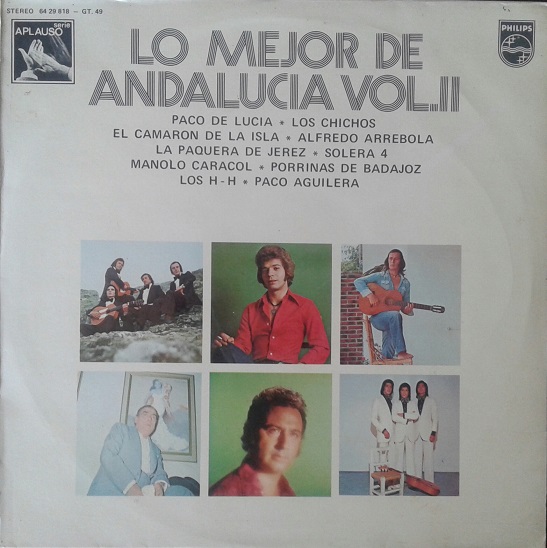 STEREO 64 29 818 - GT. 49
serie
APLAUSO
PHILIPS
LO MEJOR DE
ANDALUCIA VOL.II
PACO DE LUCIA * LOS CHICHOS
EL CAMARON DE LA ISLA * ALFREDO ARREBOLA
LA PAQUERA DE JEREZ * SOLERA 4
MANOLO CARACOL * PORRINAS DE BADAJOZ
LOS H-H * PACO AGUILERA